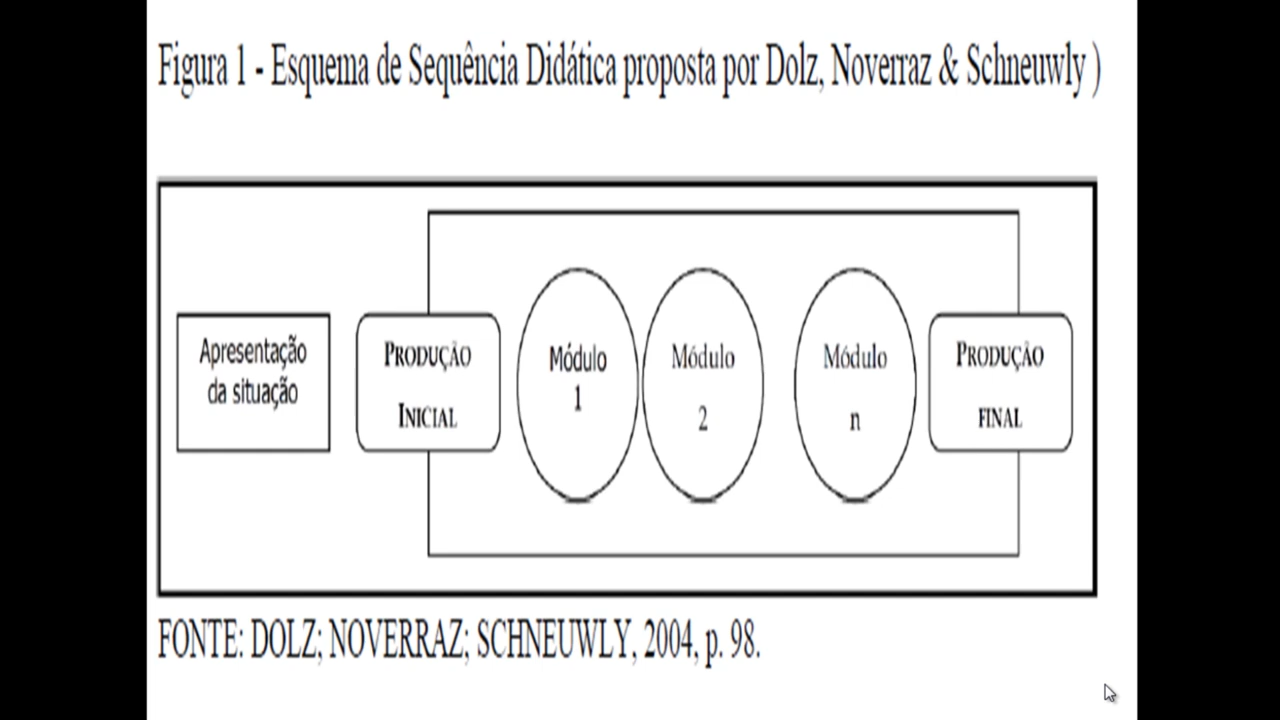 Figura 1 - Esquema de Sequência Didática proposta por Dolz, Noverraz & Schneuwly )
Apresentação
da situação
PRODUÇÃO
INICIAL
Módulo
1
Módulo
2
Módulo
n
PRODUÇÃO
FINAL
FONTE: DOLZ; NOVERRAZ; SCHNEUWLY, 2004, p. 98.